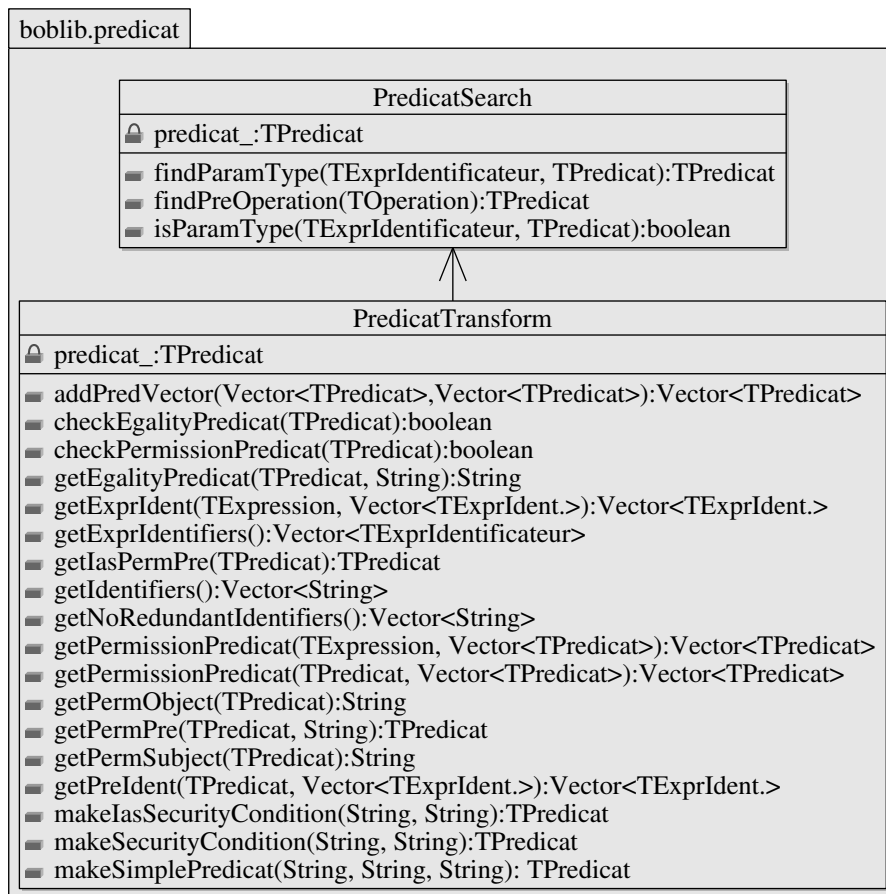 boblib.predicat
PredicatSearch
predicat_:TPredicat
findParamType(TExprIdentificateur, TPredicat):TPredicat
findPreOperation(TOperation):TPredicat
isParamType(TExprIdentificateur, TPredicat):boolean
PredicatTransform
predicat_:TPredicat
addPredVector(Vector<TPredicat>,Vector<TPredicat>):Vector<TPredicat>
checkEgalityPredicat(TPredicat):boolean
checkPermissionPredicat(TPredicat):boolean
getEgalityPredicat(TPredicat, String):String
getExprIdent(TExpression, Vector<TExprIdent.>):Vector<TExprIdent.>
getExprIdentifiers():Vector<TExprIdentificateur>
getIasPermPre(TPredicat):TPredicat
getIdentifiers():Vector<String>
getNoRedundantIdentifiers():Vector<String>
getPermissionPredicat(TExpression, Vector<TPredicat>):Vector<TPredicat>
getPermissionPredicat(TPredicat, Vector<TPredicat>):Vector<TPredicat>
getPermObject(TPredicat):String
getPermPre(TPredicat, String):TPredicat
getPermSubject(TPredicat):String
getPreIdent(TPredicat, Vector<TExprIdent.>):Vector<TExprIdent.>
makeIasSecurityCondition(String, String):TPredicat
makeSecurityCondition(String, String):TPredicat
makeSimplePredicat(String, String, String): TPredicat